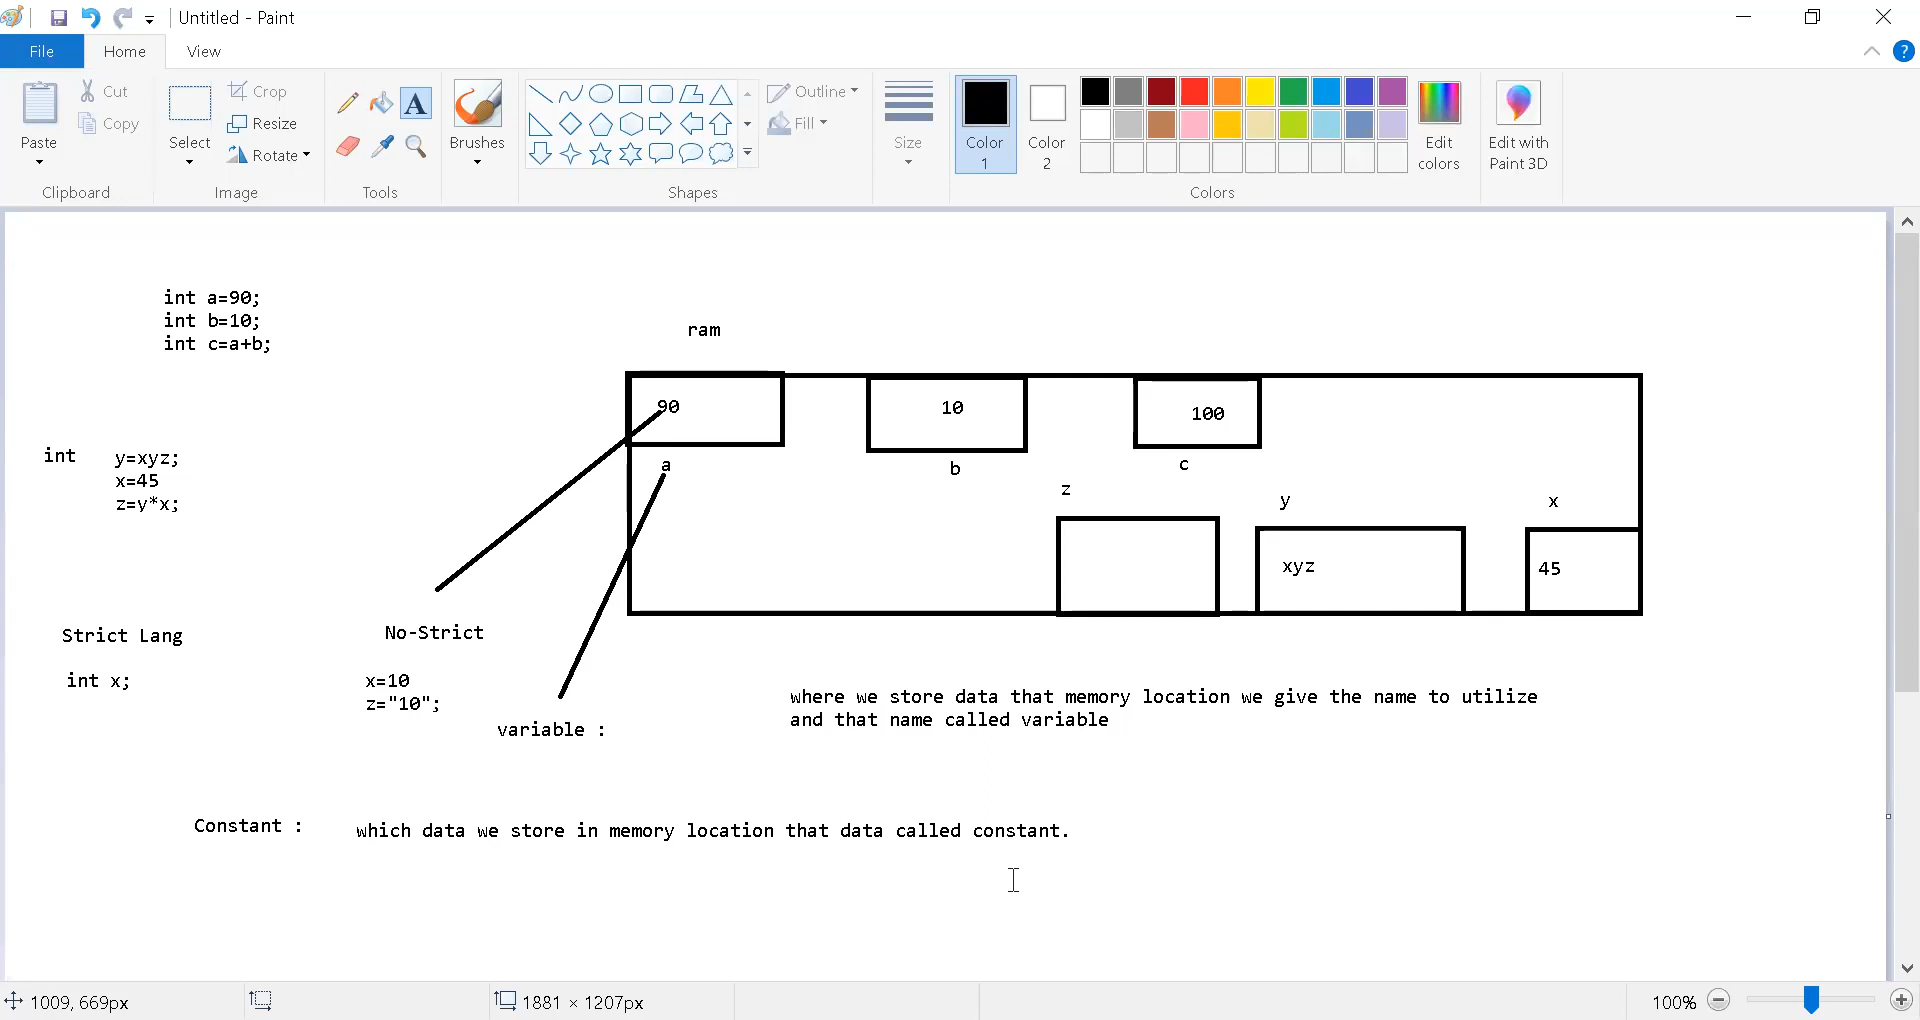 Untitled - Paint
File
Home
View
Paste
Cut
Copy
Clipboard
Select
Crop
Resize
Rotate
Image
A
Tools
Brushes
Shapes
Outline
Fill
Size
Color 1
Color 2
Edit colors
Colors
Edit with Paint 3D
?
int a=90;
int b=10;
int c=a+b;
ram
90
10
100
a
b
c
int y=xyz;
x=45
z=y*x;
z
y
x
xyz
45
Strict Lang
No-Strict
int x;
x=10
z="10";
variable :
where we store data that memory location we give the name to utilize
and that name called variable
Constant :
which data we store in memory location that data called constant.
1009, 669px
1881 × 1207px
100%